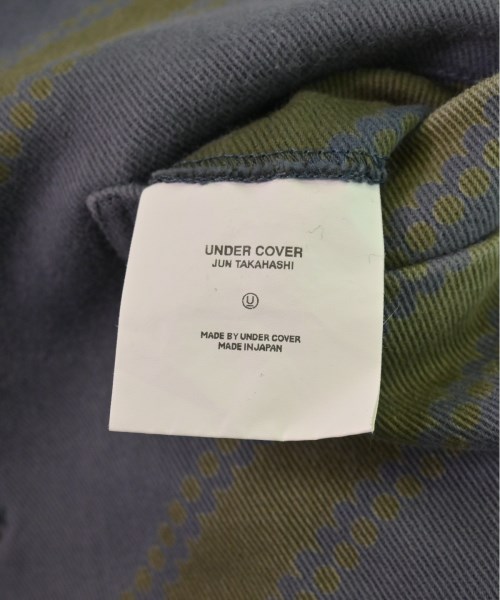 UNDER COVER
JUN TAKAHASHI
U
MADE BY UNDER COVER
MADE IN JAPAN